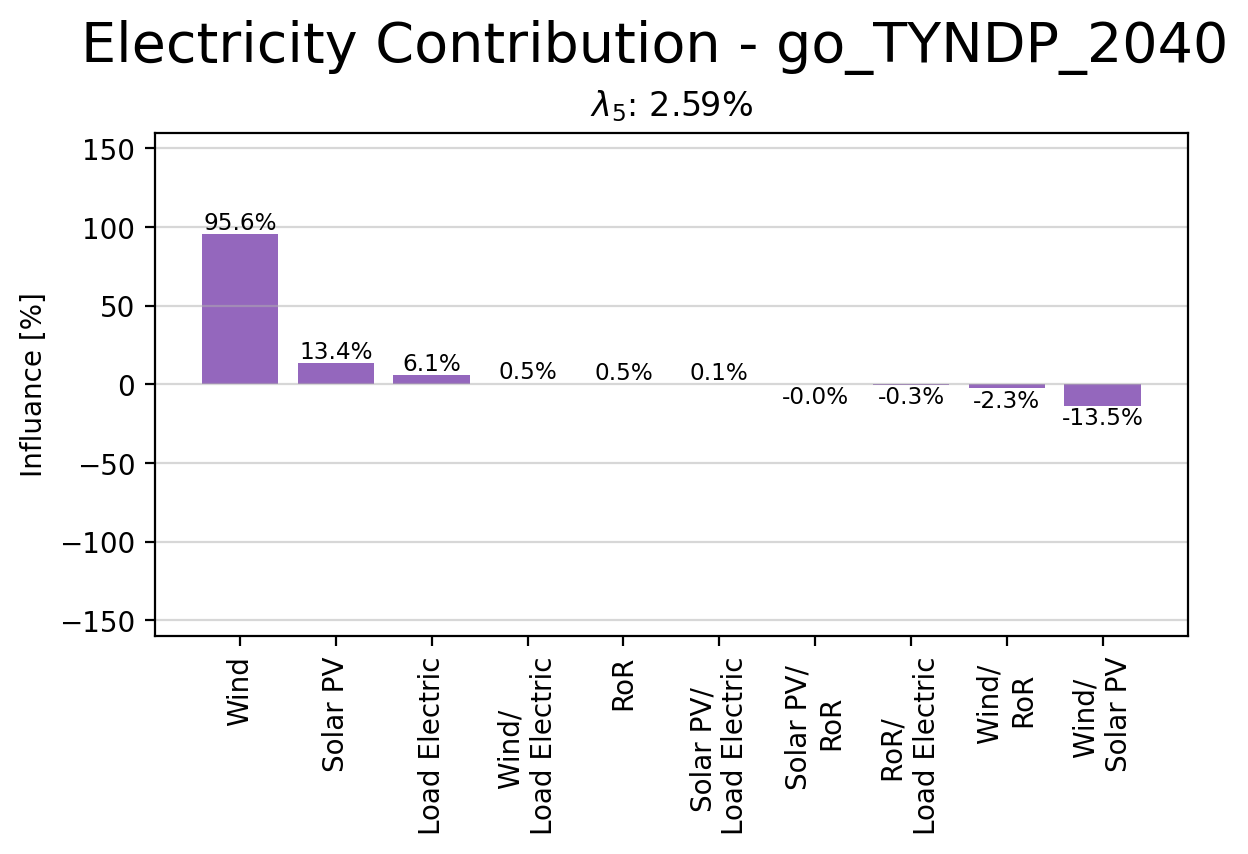 Electricity Contribution - go_TYNDP_2040
λ₅: 2.59%
Influance [%]
150
100
50
0
−50
−100
−150
95.6%
13.4%
6.1%
0.5%
0.5%
0.1%
-0.0%
-0.3%
-2.3%
-13.5%
Wind
Solar PV
Load Electric
Wind/
Load Electric
RoR
Solar PV/
Load Electric
Solar PV/
RoR
RoR/
Load Electric
Wind/
RoR
Wind/
Solar PV